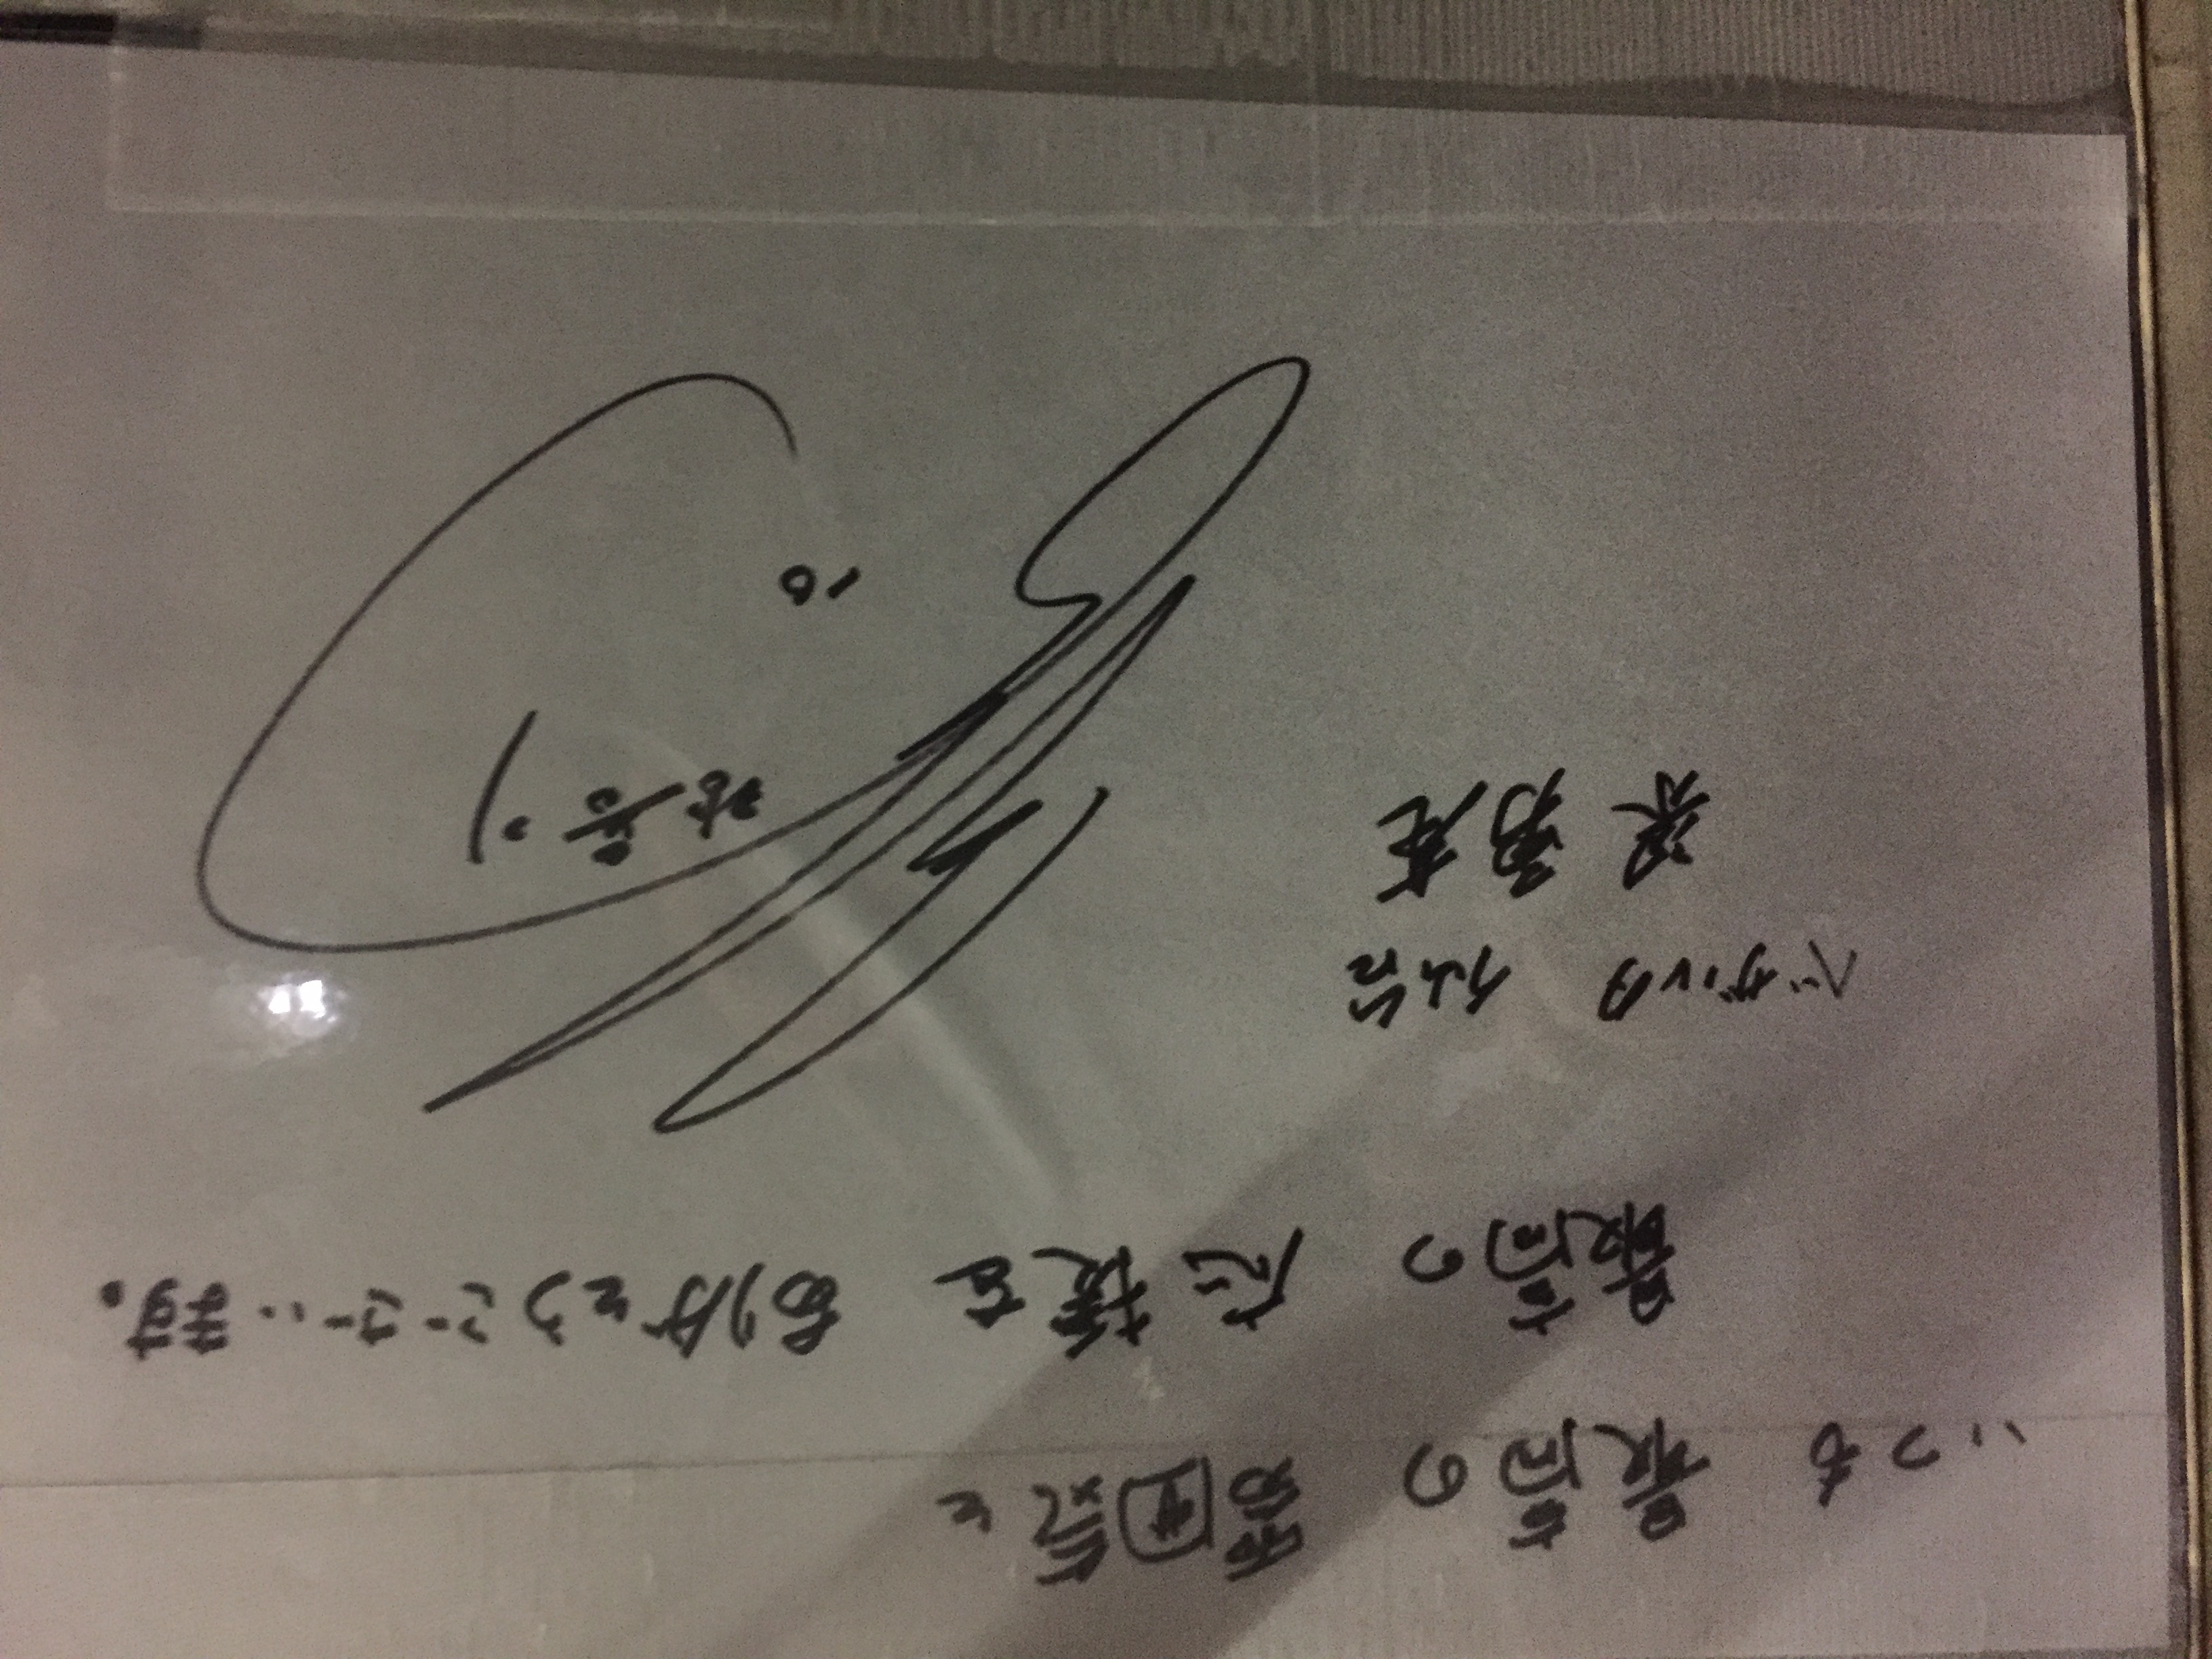 いつも 最高の 雰囲気と
最高の 応援を ありがとうございます。
ベガルタ 仙台
梁 勇基
10